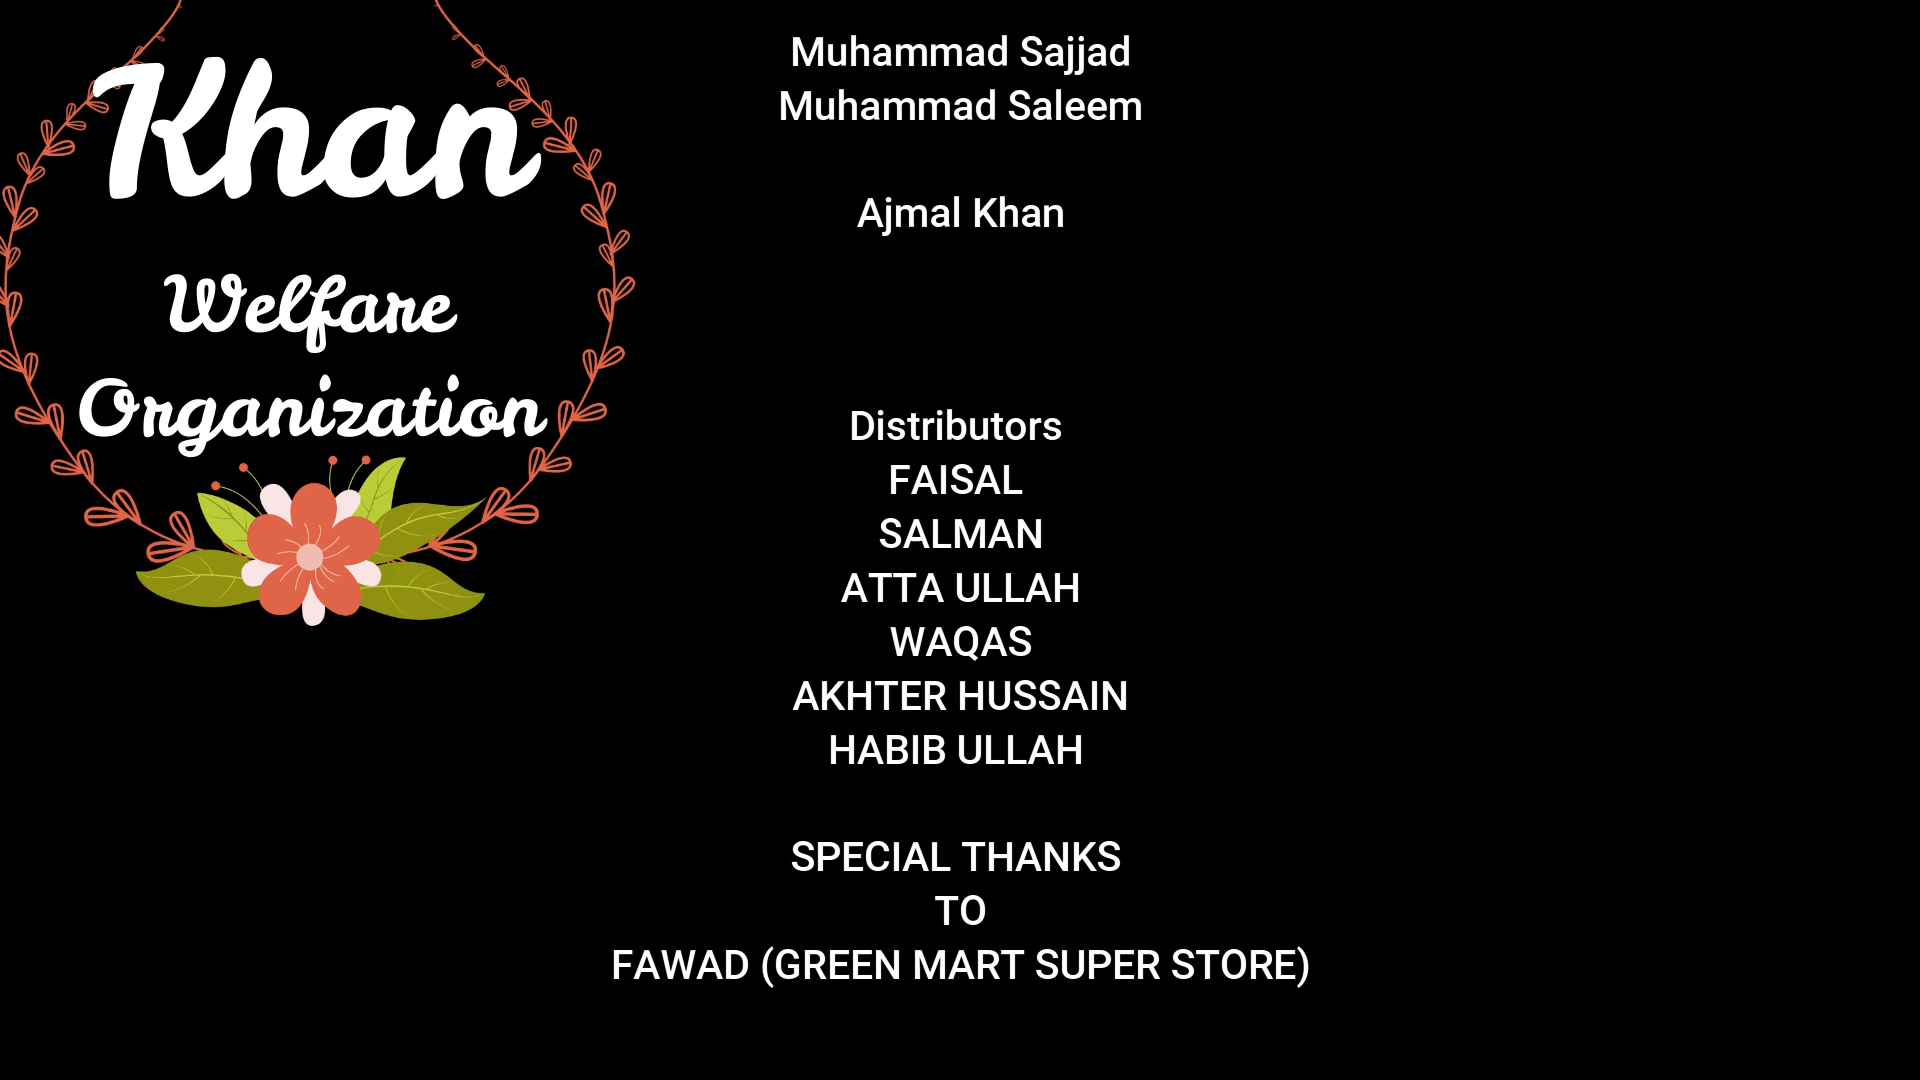 Khan
Welfare
Organization
Muhammad Sajjad
Muhammad Saleem
Ajmal Khan
Distributors
FAISAL
SALMAN
ATTA ULLAH
WAQAS
AKHTER HUSSAIN
HABIB ULLAH
SPECIAL THANKS
TO
FAWAD (GREEN MART SUPER STORE)